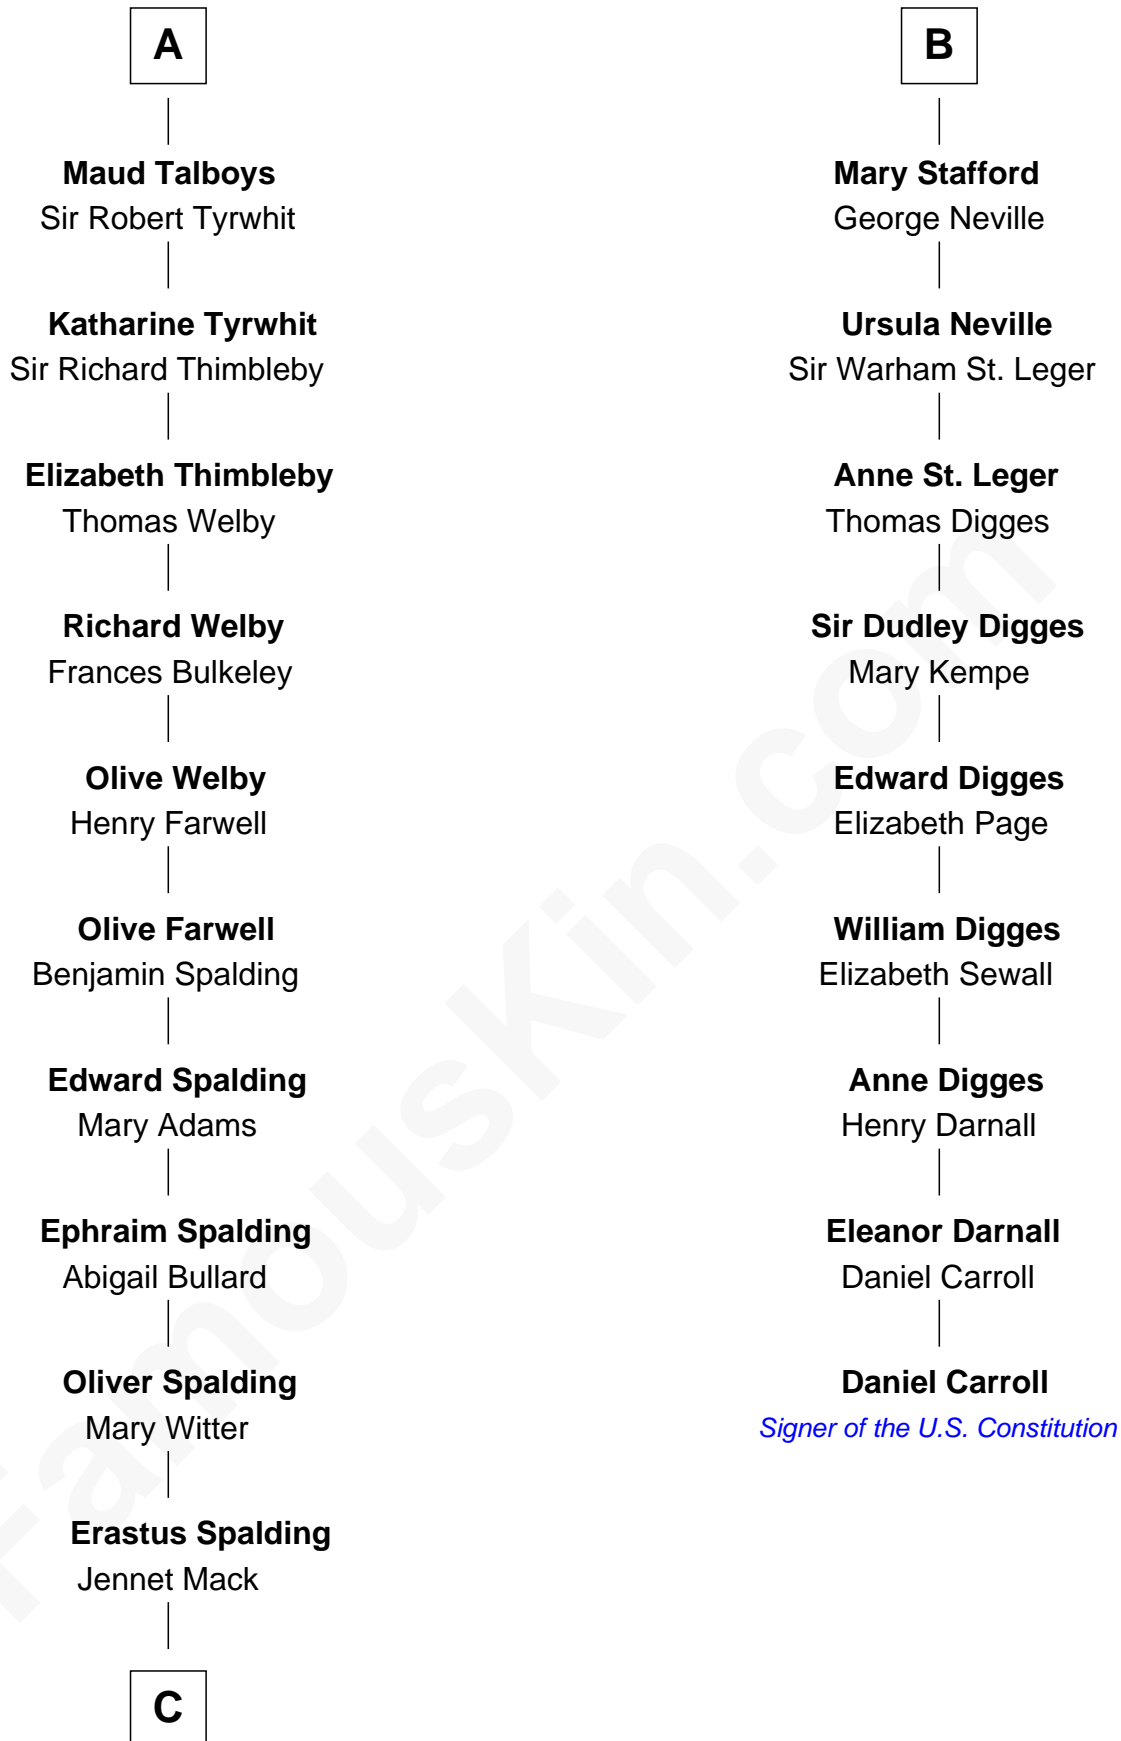 A
Maud Talboys
Sir Robert Tyrwhit
Katharine Tyrwhit
Sir Richard Thimbleby
Elizabeth Thimbleby
Thomas Welby
Richard Welby
Frances Bulkeley
Olive Welby
Henry Farwell
Olive Farwell
Benjamin Spalding
Edward Spalding
Mary Adams
Ephraim Spalding
Abigail Bullard
Oliver Spalding
Mary Witter
Erastus Spalding
Jennet Mack
C
B
Mary Stafford
George Neville
Ursula Neville
Sir Warham St. Leger
Anne St. Leger
Thomas Digges
Sir Dudley Digges
Mary Kempe
Edward Digges
Elizabeth Page
William Digges
Elizabeth Sewall
Anne Digges
Henry Darnall
Eleanor Darnall
Daniel Carroll
Daniel Carroll
Signer of the U.S. Constitution
FamousKin.com